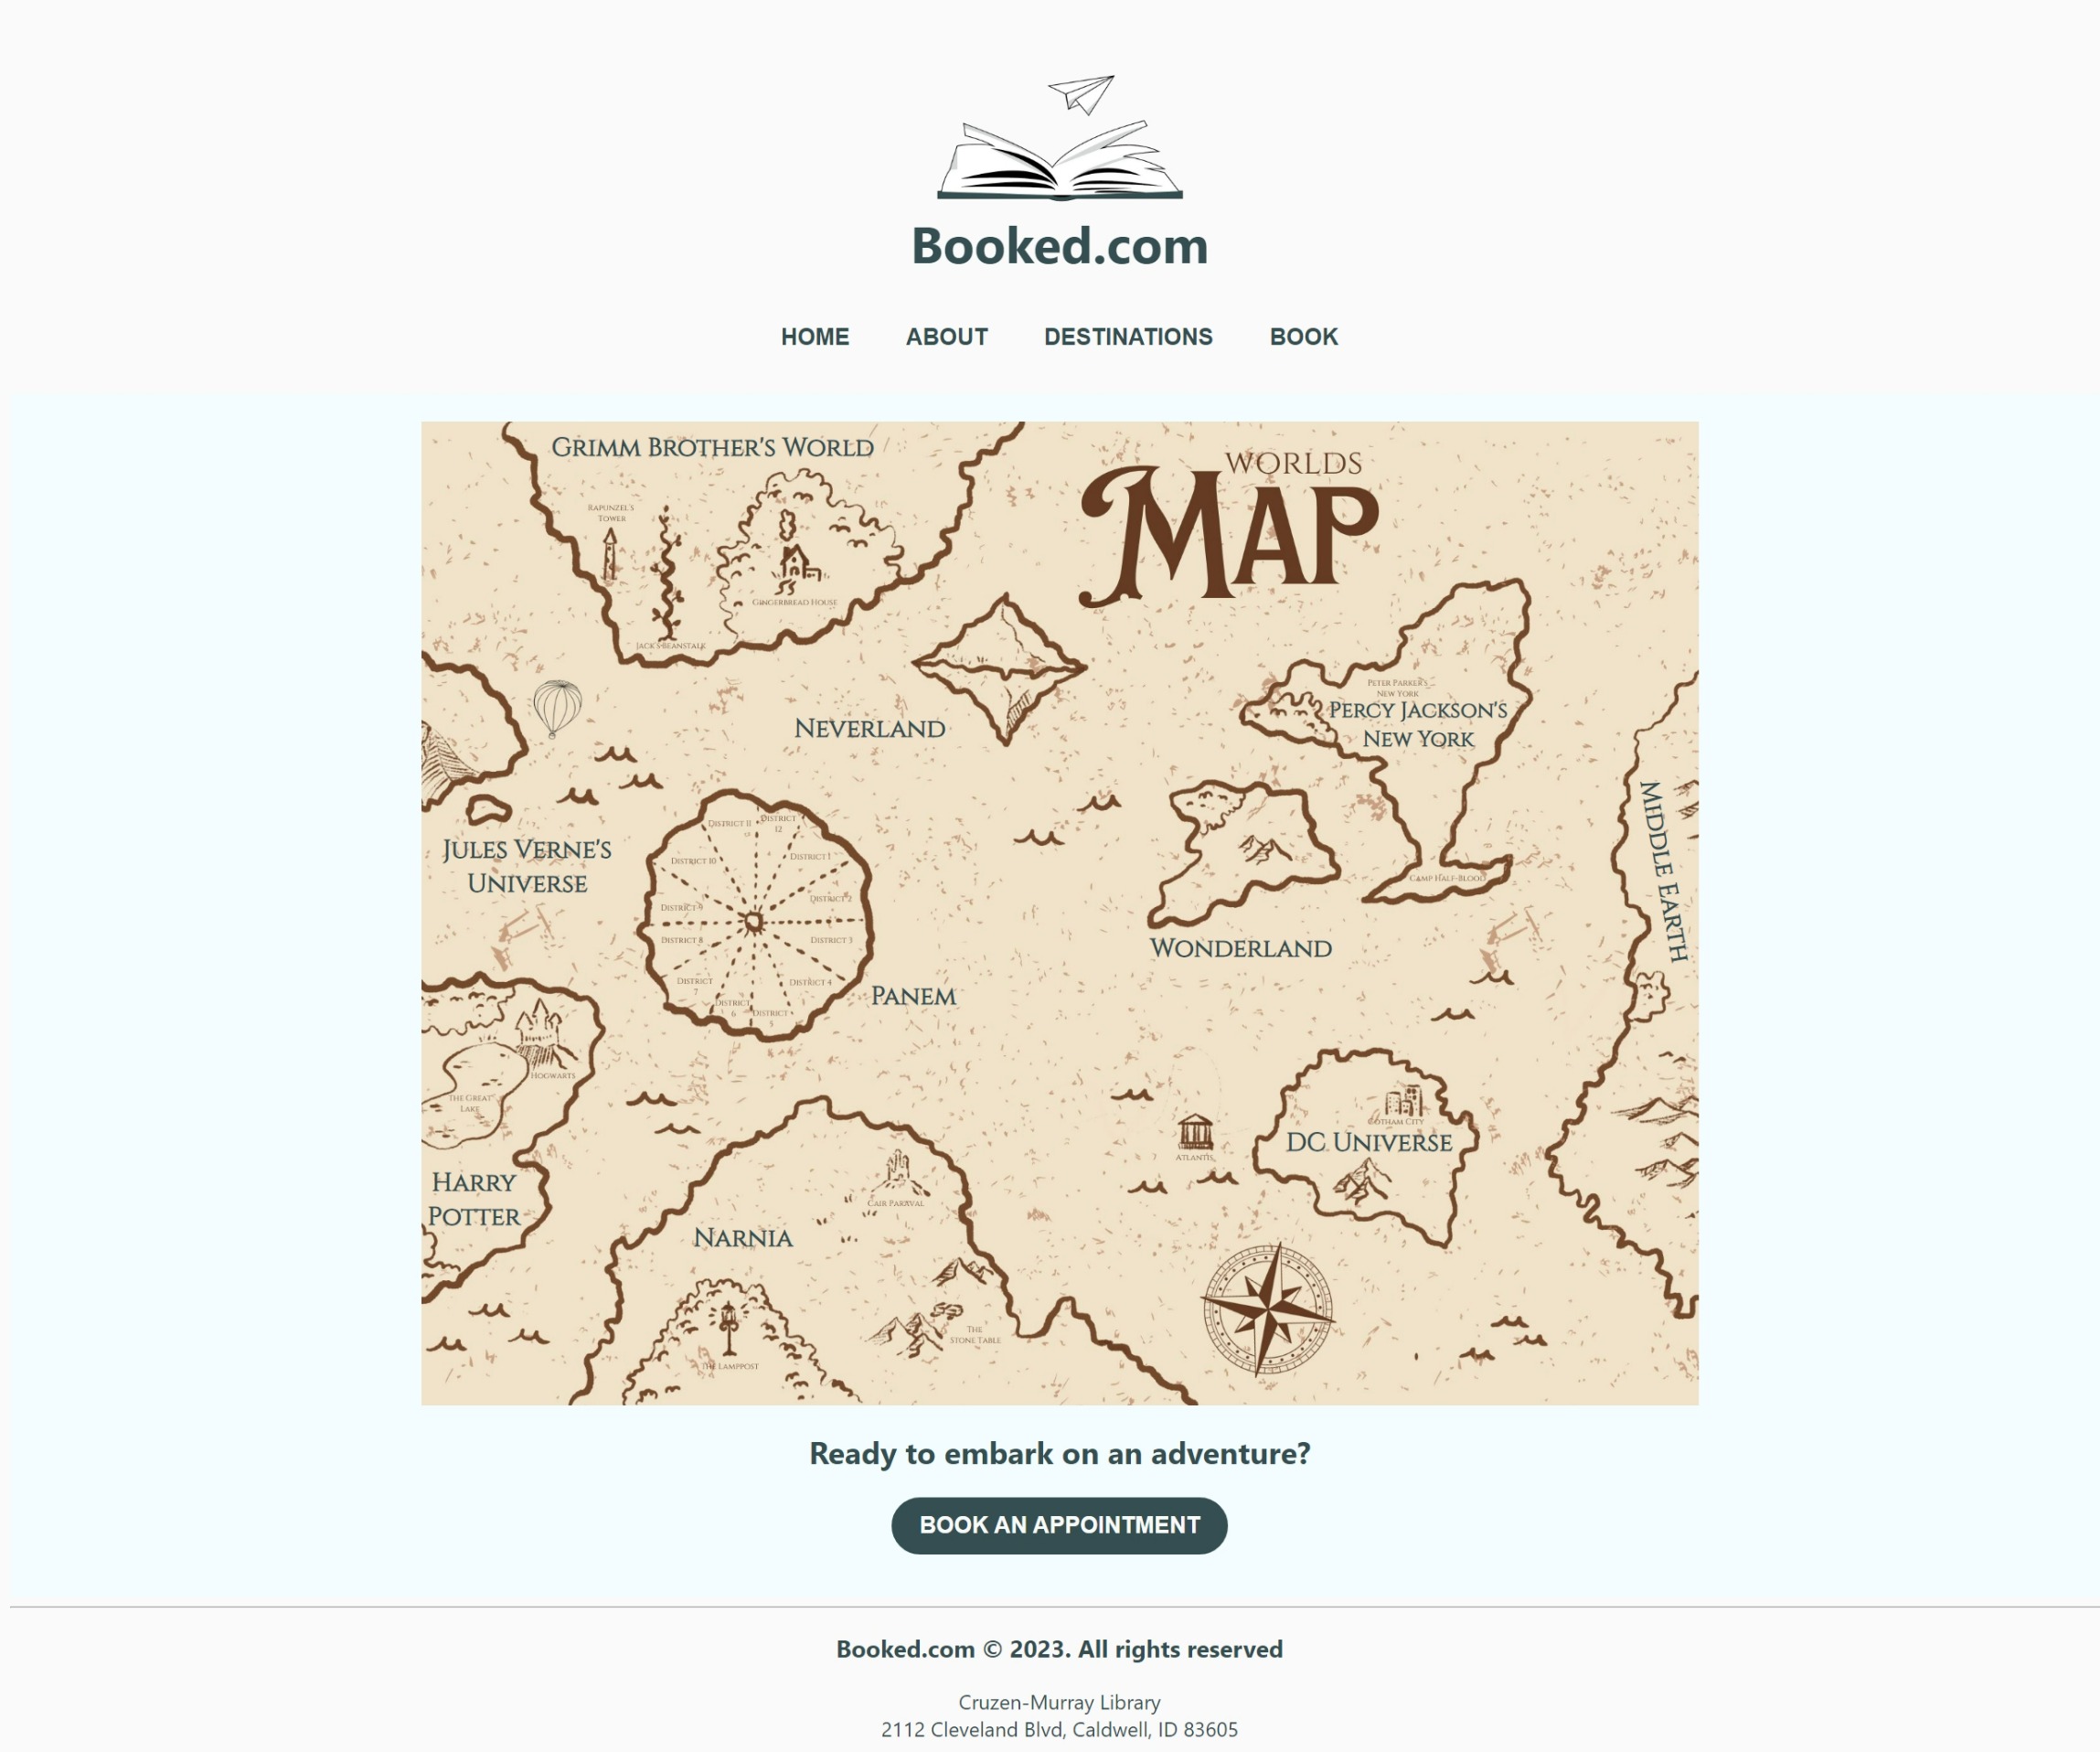 Booked.com
HOME ABOUT DESTINATIONS BOOK
GRIMM BROTHER'S WORLD
WORLDS
MAP
RAPUNZEL'S
TOWER
GINGERBREAD HOUSE
JACK'S BEANSTALK
PETER PARKER'S
NEW YORK
PERCY JACKSON'S
NEW YORK
NEVERLAND
MIDDLE EARTH
JULES VERNE'S
UNIVERSE
DISTRICT 11
DISTRICT
12
DISTRICT 10
DISTRICT 1
DISTRICT 9
DISTRICT 2
DISTRICT 8
DISTRICT 3
DISTRICT
7
DISTRICT 4
DISTRICT
6
DISTRICT
5
PANEM
CAMP HALF-BLOOD
WONDERLAND
HOGWARTS
THE GREAT
LAKE
HARRY
POTTER
ATLANTIS
GOTHAM CITY
DC UNIVERSE
CAIR PARAVAL
NARNIA
THE
STONE TABLE
THE LAMPPOST
Ready to embark on an adventure?
BOOK AN APPOINTMENT
Booked.com © 2023. All rights reserved
Cruzen-Murray Library
2112 Cleveland Blvd, Caldwell, ID 83605